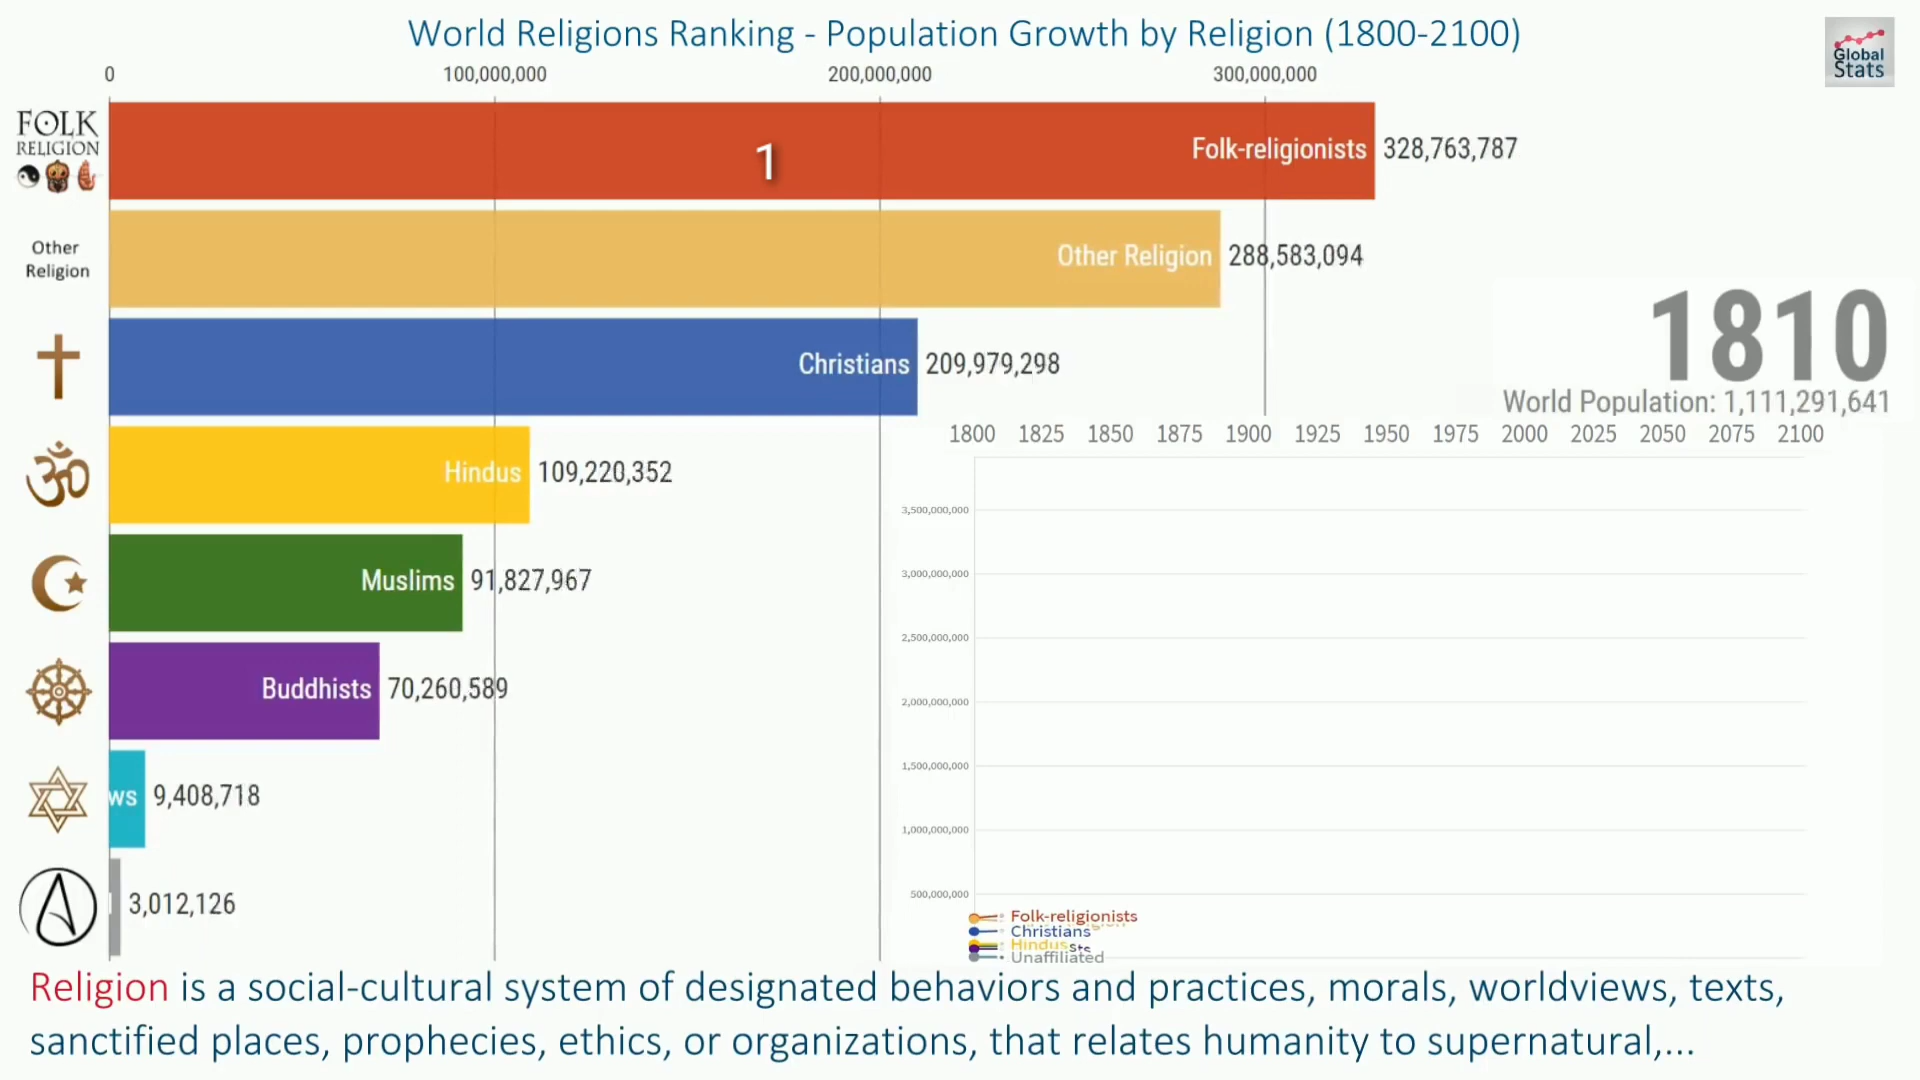 World Religions Ranking - Population Growth by Religion (1800-2100)
Global
Stats
0 100,000,000 200,000,000 300,000,000
FOLK
RELIGION
1
Folk-religionists 328,763,787
Other
Religion
Other Religion 288,583,094
Christians 209,979,298
1810
World Population: 1,111,291,641
Hindus 109,220,352
Muslims 91,827,967
Buddhists 70,260,589
ws 9,408,718
3,012,126
1800 1825 1850 1875 1900 1925 1950 1975 2000 2025 2050 2075 2100
3,500,000,000
3,000,000,000
2,500,000,000
2,000,000,000
1,500,000,000
1,000,000,000
500,000,000
Folk-religionists
Christians
Hindus
Unaffiliated
Religion is a social-cultural system of designated behaviors and practices, morals, worldviews, texts,
sanctified places, prophecies, ethics, or organizations, that relates humanity to supernatural,...